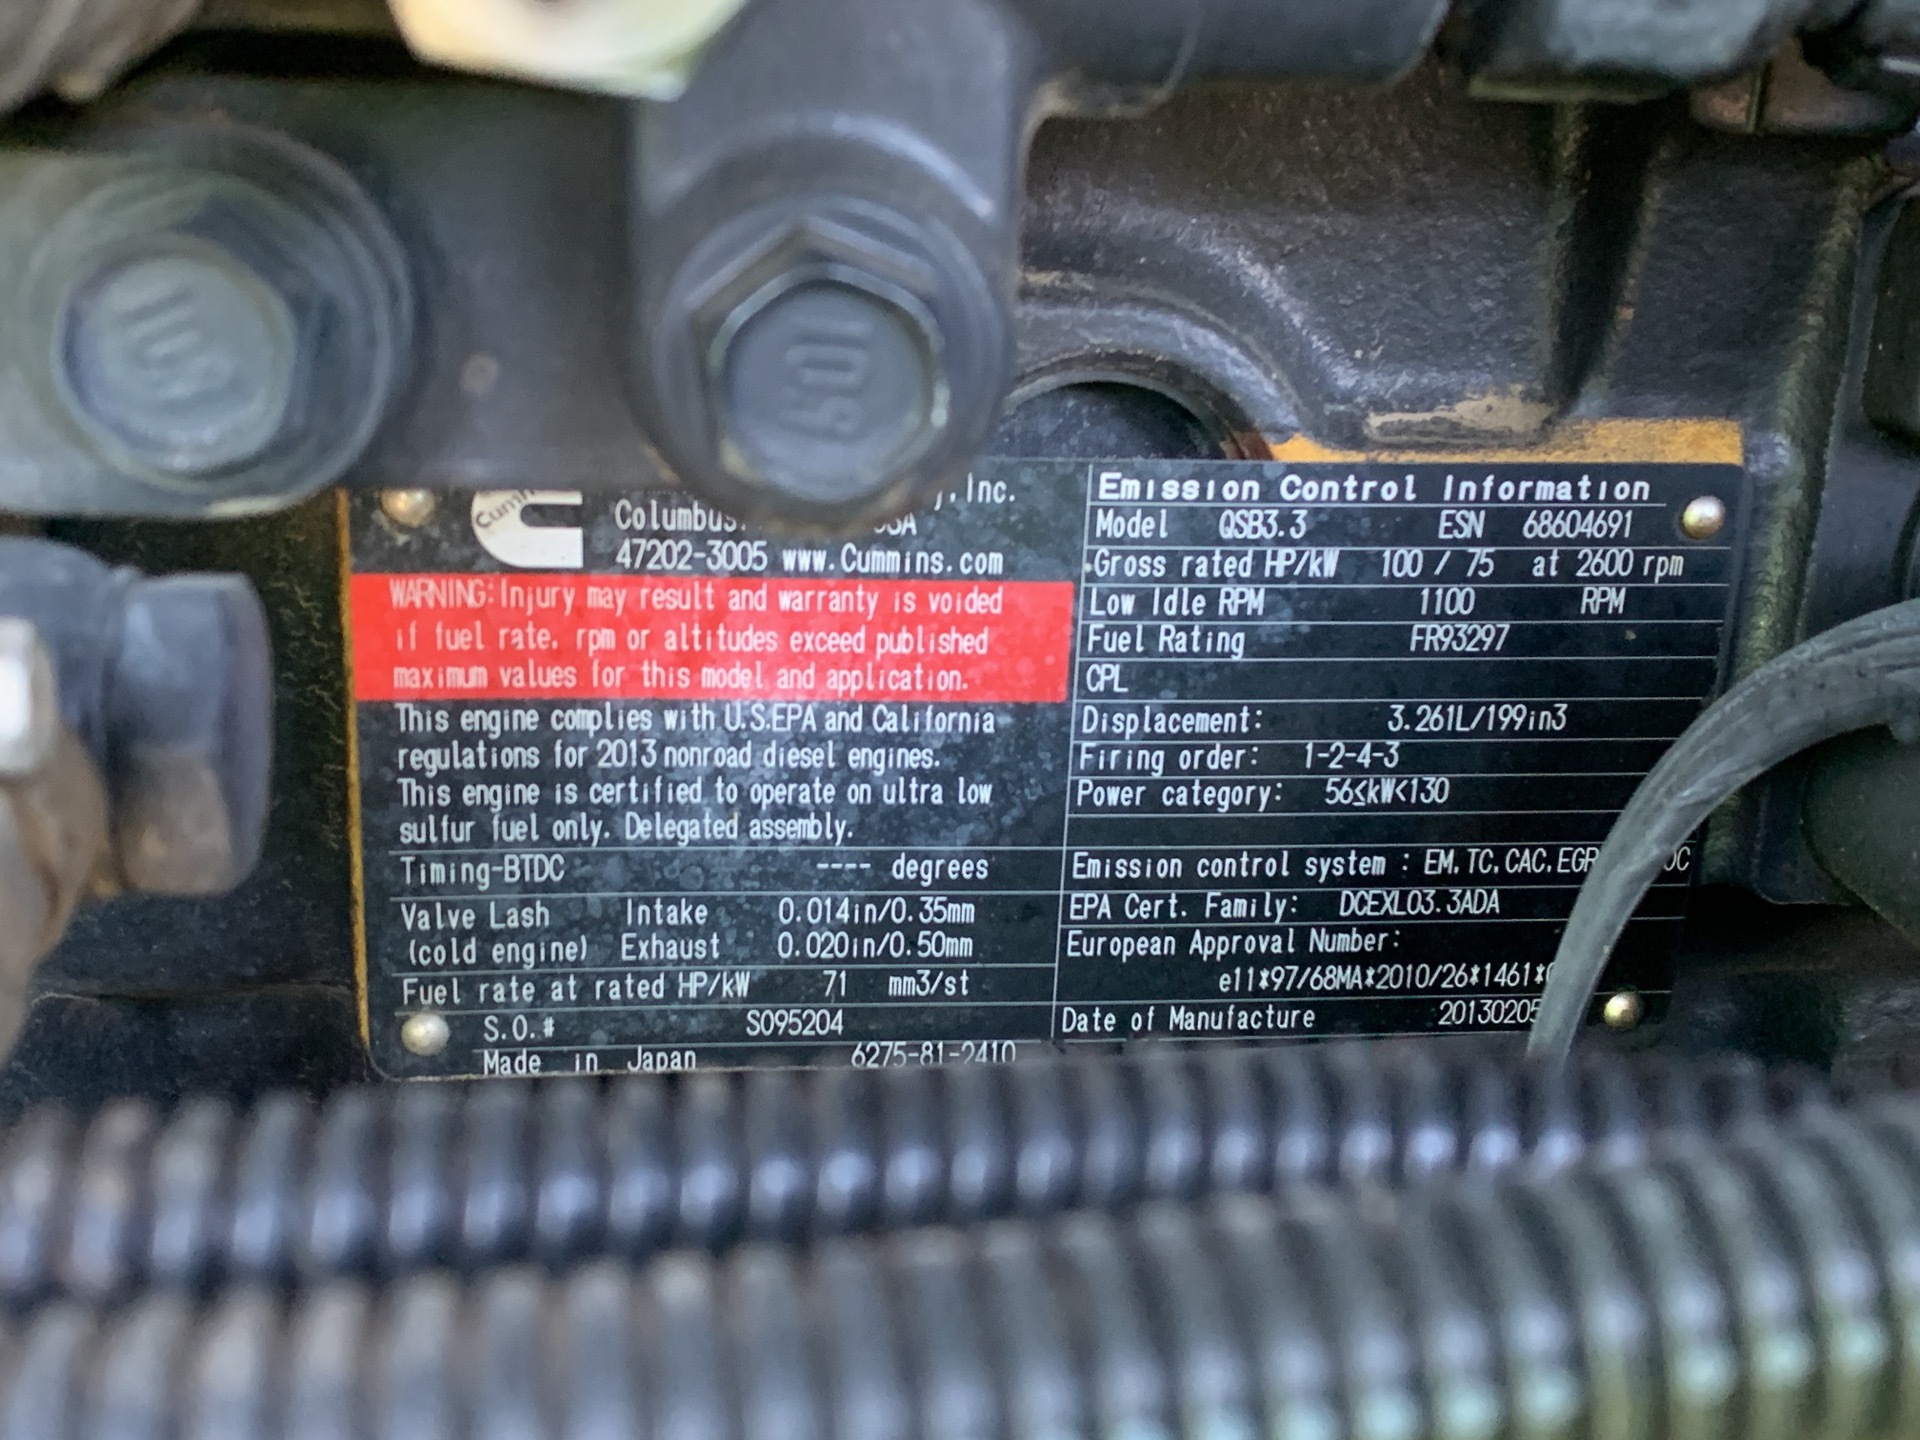 Inc.
47202-3005 www.Cummins.com
WARNING: Injury may result and warranty is voided
if fuel rate. rpm or altitudes exceed published
maximum values for this model and application.
This engine complies with U.S.EPA and California
regulations for 2013 nonroad diesel engines.
This engine is certified to operate on ultra low
sulfur fuel only. Delegated assembly.
Timing-BTDC ---- degrees
Valve Lash Intake 0.014in/0.35mm
(cold engine) Exhaust 0.020in/0.50mm
Fuel rate at rated HP/kW 71 mm3/st
S.O.# SO95204
Made in Japan 6275-81-2410
Emission Control Information
Model QSB3.3 ESN 68604691
Gross rated HP/kW 100 / 75 at 2600 rpm
Low Idle RPM 1100 RPM
Fuel Rating FR93297
CPL
Displacement: 3.261L/199in3
Firing order: 1-2-4-3
Power category: 56≤kW<130
Emission control system : EM.TC.CAC.EGR
EPA Cert. Family: DCEXL03.3ADA
European Approval Number:
e11*97/68MA*2010/26*1461*
Date of Manufacture 20130205